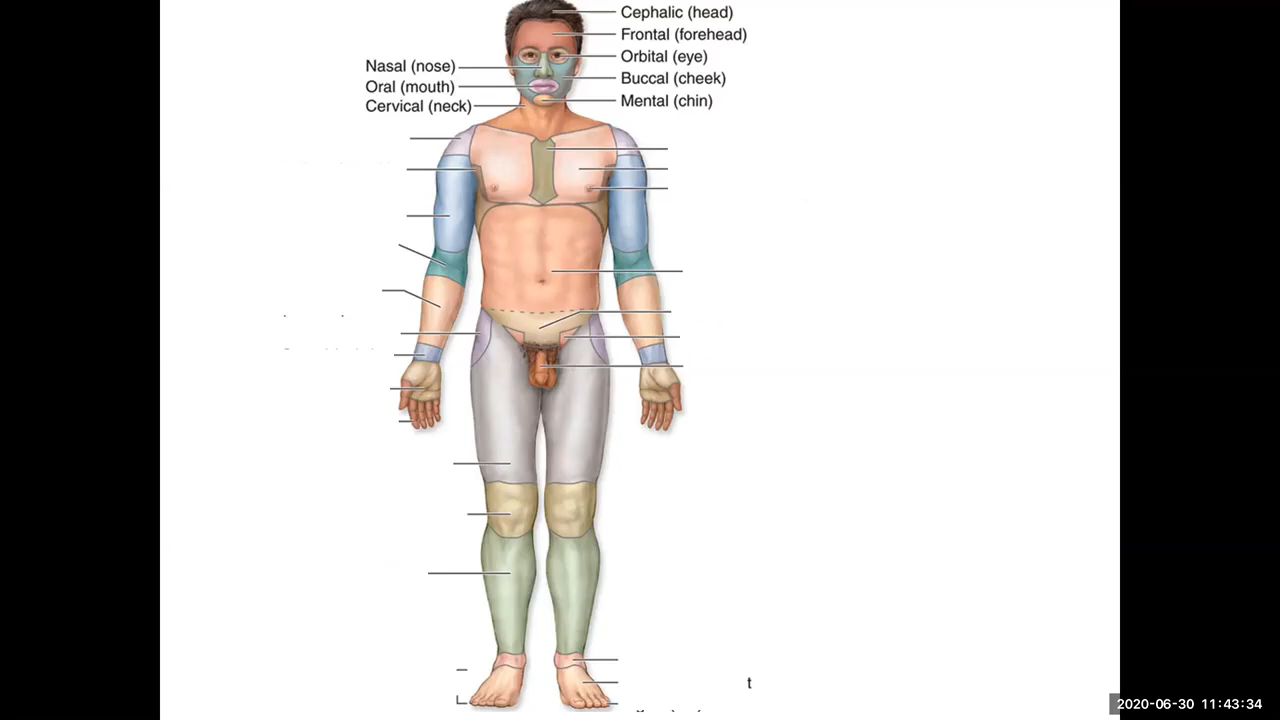 Cephalic (head)
Frontal (forehead)
Orbital (eye)
Nasal (nose)
Buccal (cheek)
Oral (mouth)
Mental (chin)
Cervical (neck)
t
2020-06-30 11:43:34